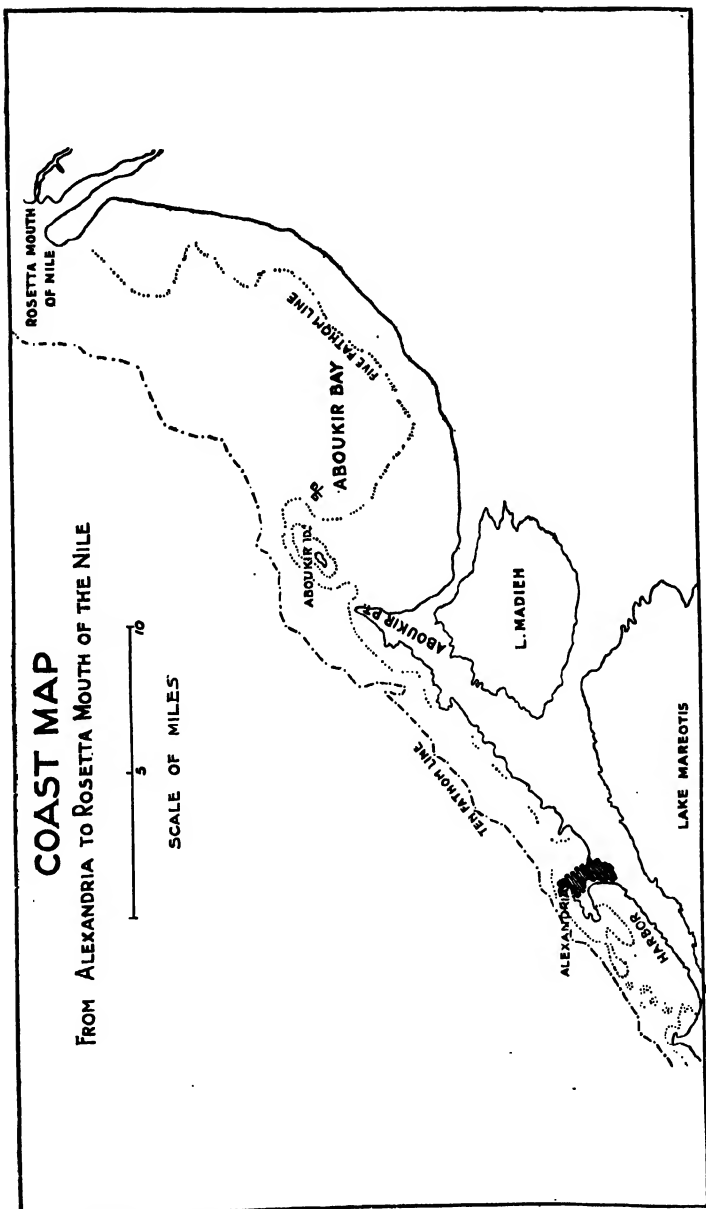 COAST MAP
FROM ALEXANDRIA TO ROSETTA MOUTH OF THE NILE
5
10
SCALE OF MILES
ROSETTA MOUTH
OF NILE
FIVE FATHOM LINE
ABOUKIR BAY
ABOUKIR IDS
ABOUKIR PT.
TEN FATHOM LINE
L. MADIEH
ALEXANDRIA
HARBOR
LAKE MAREOTIS